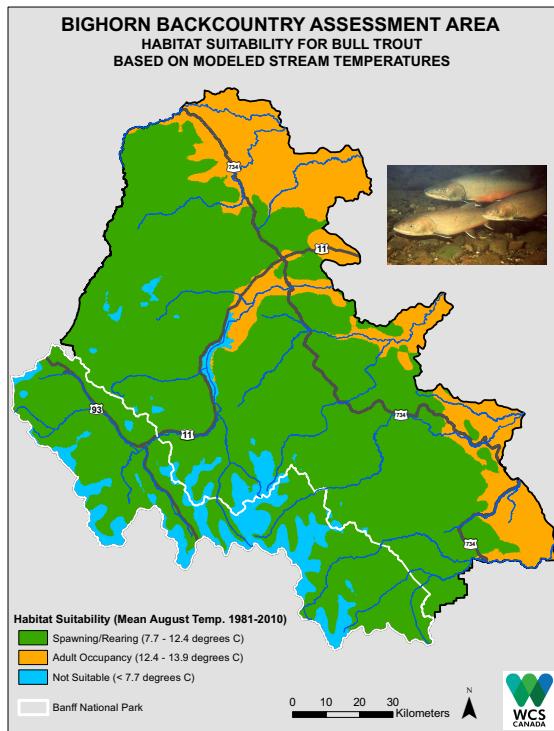 BIGHORN BACKCOUNTRY ASSESSMENT AREA
HABITAT SUITABILITY FOR BULL TROUT
BASED ON MODELED STREAM TEMPERATURES
734
11
93
11
734
734
Habitat Suitability (Mean August Temp. 1981-2010)
Spawning/Rearing (7.7 - 12.4 degrees C)
Adult Occupancy (12.4 - 13.9 degrees C)
Not Suitable (< 7.7 degrees C)
Banff National Park
0 10 20 30
Kilometers
N
WCS
CANADA